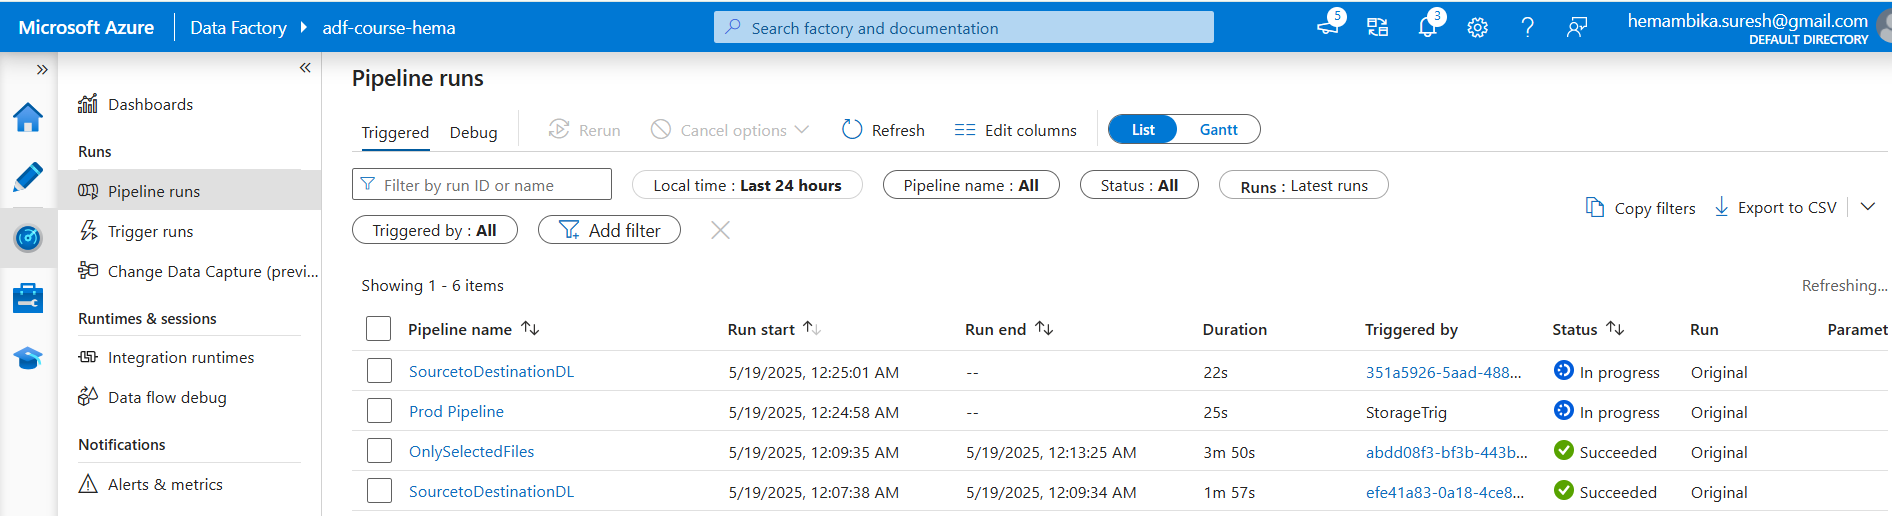 Microsoft Azure Data Factory adf-course-hema Search factory and documentation 5 3 hemambika.suresh@gmail.com
DEFAULT DIRECTORY
Dashboards
Runs
Pipeline runs
Trigger runs
Change Data Capture (previ...
Runtimes & sessions
Integration runtimes
Data flow debug
Notifications
Alerts & metrics
Pipeline runs
Triggered Debug Rerun Cancel options Refresh Edit columns List Gantt
Filter by run ID or name Local time : Last 24 hours Pipeline name : All Status : All Runs : Latest runs
Copy filters Export to CSV
Triggered by : All Add filter
Showing 1 - 6 items Refreshing...
Pipeline name Run start Run end Duration Triggered by Status Run Paramet
SourcetoDestinationDL 5/19/2025, 12:25:01 AM -- 22s 351a5926-5aad-488... In progress Original
Prod Pipeline 5/19/2025, 12:24:58 AM -- 25s StorageTrig In progress Original
OnlySelectedFiles 5/19/2025, 12:09:35 AM 5/19/2025, 12:13:25 AM 3m 50s abdd08f3-bf3b-443b... Succeeded Original
SourcetoDestinationDL 5/19/2025, 12:07:38 AM 5/19/2025, 12:09:34 AM 1m 57s efe41a83-0a18-4ce8... Succeeded Original